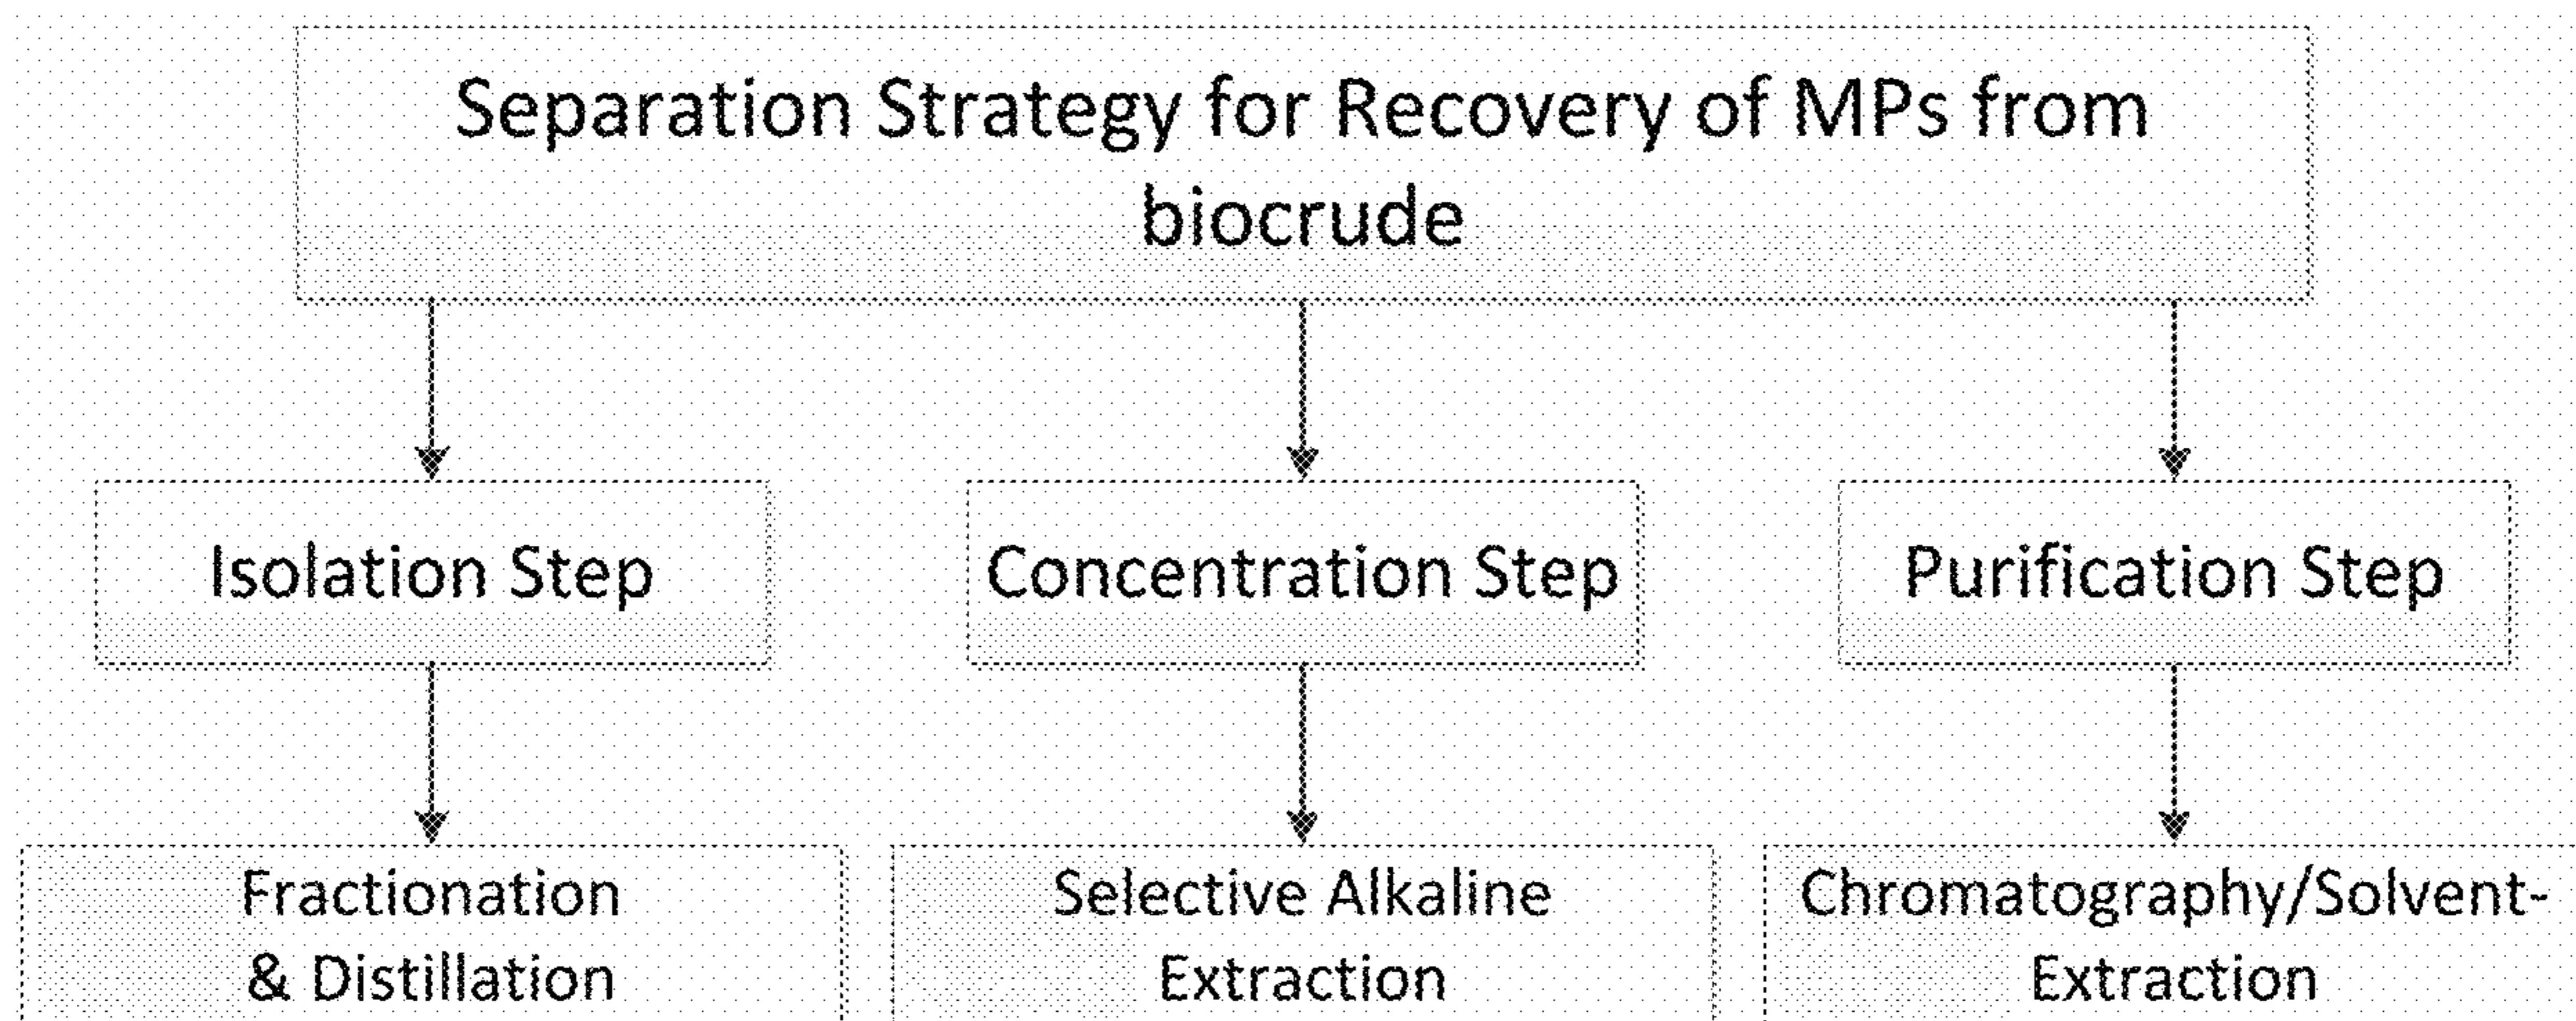 Separation Strategy for Recovery of MPs from
biocrude
Isolation Step
Concentration Step
Purification Step
Fractionation
& Distillation
Selective Alkaline
Extraction
Chromatography/Solvent-
Extraction